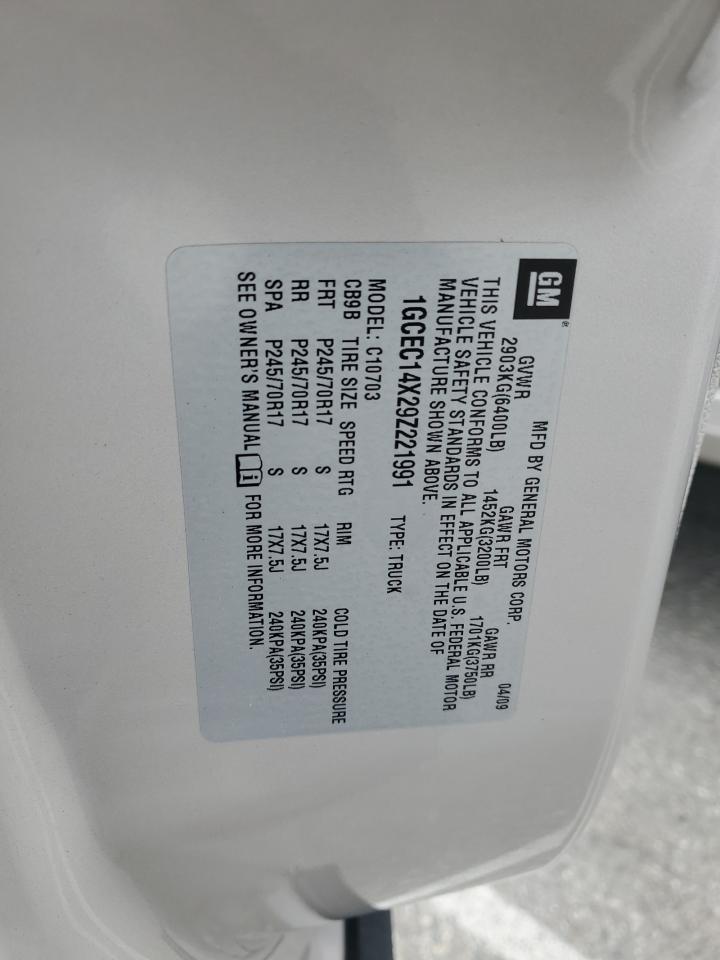 GM ®
MFD BY GENERAL MOTORS CORP. 04/09
GVWR GAWR FRT GAWR RR
2903KG(6400LB) 1452KG(3200LB) 1701KG(3750LB)
THIS VEHICLE CONFORMS TO ALL APPLICABLE U.S. FEDERAL MOTOR
VEHICLE SAFETY STANDARDS IN EFFECT ON THE DATE OF
MANUFACTURE SHOWN ABOVE.
1GCEC14X29Z221991 TYPE: TRUCK
MODEL: C10703
CB9B TIRE SIZE SPEED RTG RIM COLD TIRE PRESSURE
FRT P245/70R17 S 17X7.5J 240KPA(35PSI)
RR P245/70R17 S 17X7.5J 240KPA(35PSI)
SPA P245/70R17 S 17X7.5J 240KPA(35PSI)
SEE OWNER'S MANUAL i FOR MORE INFORMATION.